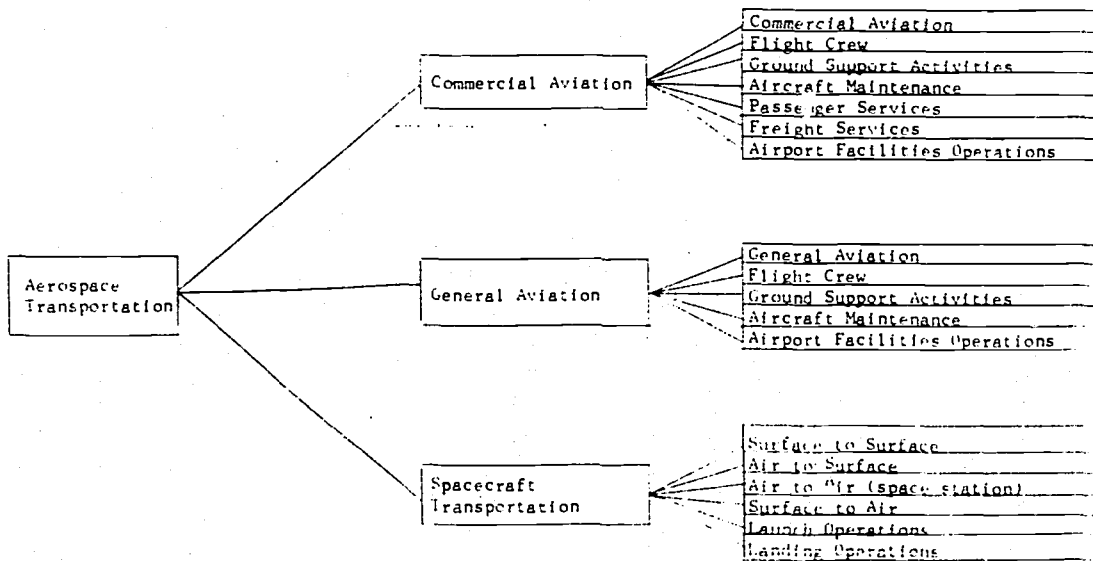 Aerospace
Transportation
Commercial Aviation
Commercial Aviation
Flight Crew
Ground Support Activities
Aircraft Maintenance
Passenger Services
Freight Services
Airport Facilities Operations
General Aviation
General Aviation
Flight Crew
Ground Support Activities
Aircraft Maintenance
Airport Facilities Operations
Spacecraft
Transportation
Surface to Surface
Air to Surface
Air to Air (space station)
Surface to Air
Launch Operations
Landing Operations